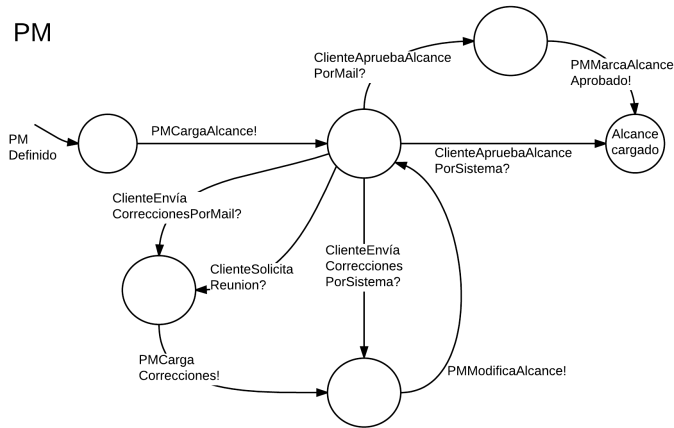 PM
ClienteApruebaAlcance
PorMail?
PMMarcaAlcance
Aprobado!
PM
Definido
PMCargaAlcance!
Alcance
cargado
ClienteApruebaAlcance
PorSistema?
ClienteEnvía
CorreccionesPorMail?
ClienteSolicita
Reunion?
ClienteEnvía
Correcciones
PorSistema?
PMCarga
Correcciones!
PMModificaAlcance!